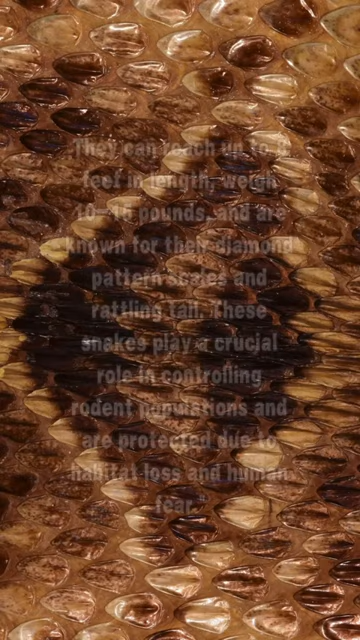 They can reach up to 8
feet in length, weigh
10-15 pounds, and are
known for their diamond
pattern scales and
rattling tail. These
snakes play a crucial
role in controlling
rodent populations and
are protected due to
habitat loss and human
fear.